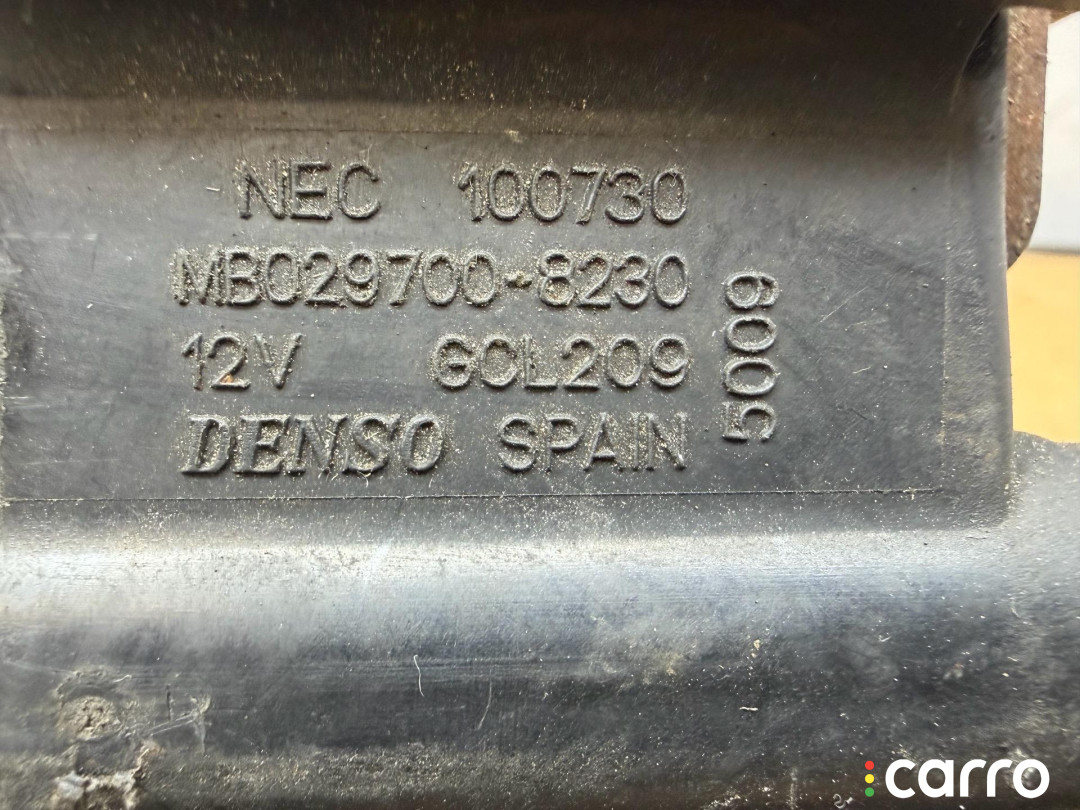 NEC 100730
MB029700-8230
12V GOL209
DENSO SPAIN
5009
carro